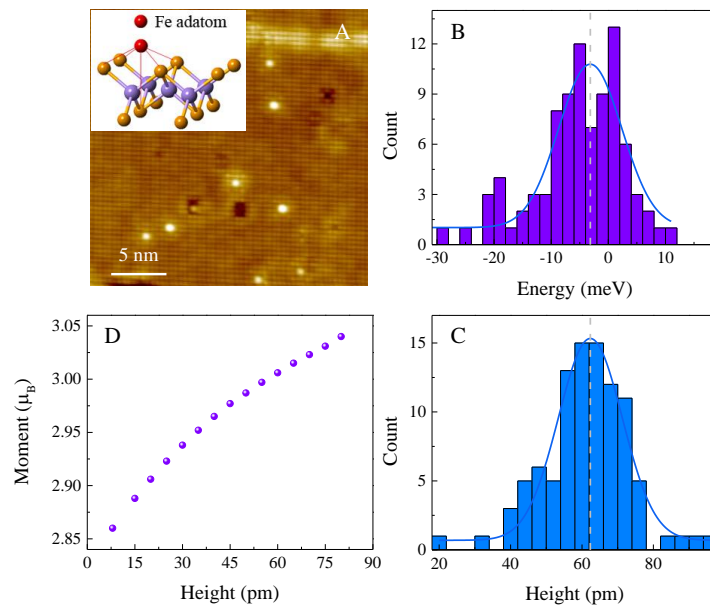 Fe adatom
A
5 nm
B
Count
12
9
6
3
-30
-20
-10
0
10
Energy (meV)
D
Moment (μB)
3.05
3.00
2.95
2.90
2.85
0
15
30
45
60
75
90
Height (pm)
C
Count
15
10
5
0
20
40
60
80
Height (pm)